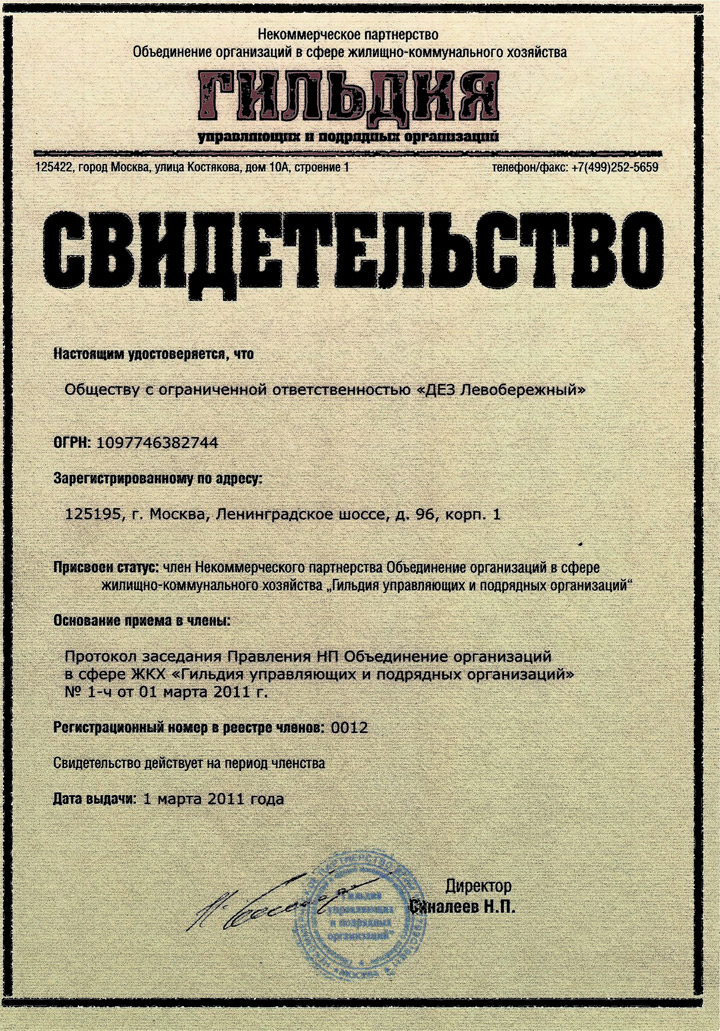 Некоммерческое партнерство
Объединение организаций в сфере жилищно-коммунального хозяйства
ГИЛЬДИЯ
управляющих и подрядных организаций
125422, город Москва, улица Костякова, дом 10А, строение 1 телефон/факс: +7(499)252-5659
СВИДЕТЕЛЬСТВО
Настоящим удостоверяется, что
Обществу с ограниченной ответственностью «ДЕЗ Левобережный»
ОГРН: 1097746382744
Зарегистрированному по адресу:
125195, г. Москва, Ленинградское шоссе, д. 96, корп. 1
Присвоен статус: член Некоммерческого партнерства Объединение организаций в сфере
жилищно-коммунального хозяйства „Гильдия управляющих и подрядных организаций“
Основание приема в члены:
Протокол заседания Правления НП Объединение организаций
в сфере ЖКХ «Гильдия управляющих и подрядных организаций»
№ 1-ч от 01 марта 2011 г.
Регистрационный номер в реестре членов: 0012
Свидетельство действует на период членства
Дата выдачи: 1 марта 2011 года
Директор
Синалеев Н.П.
Гильдия
управляющих
и подрядных
организаций"